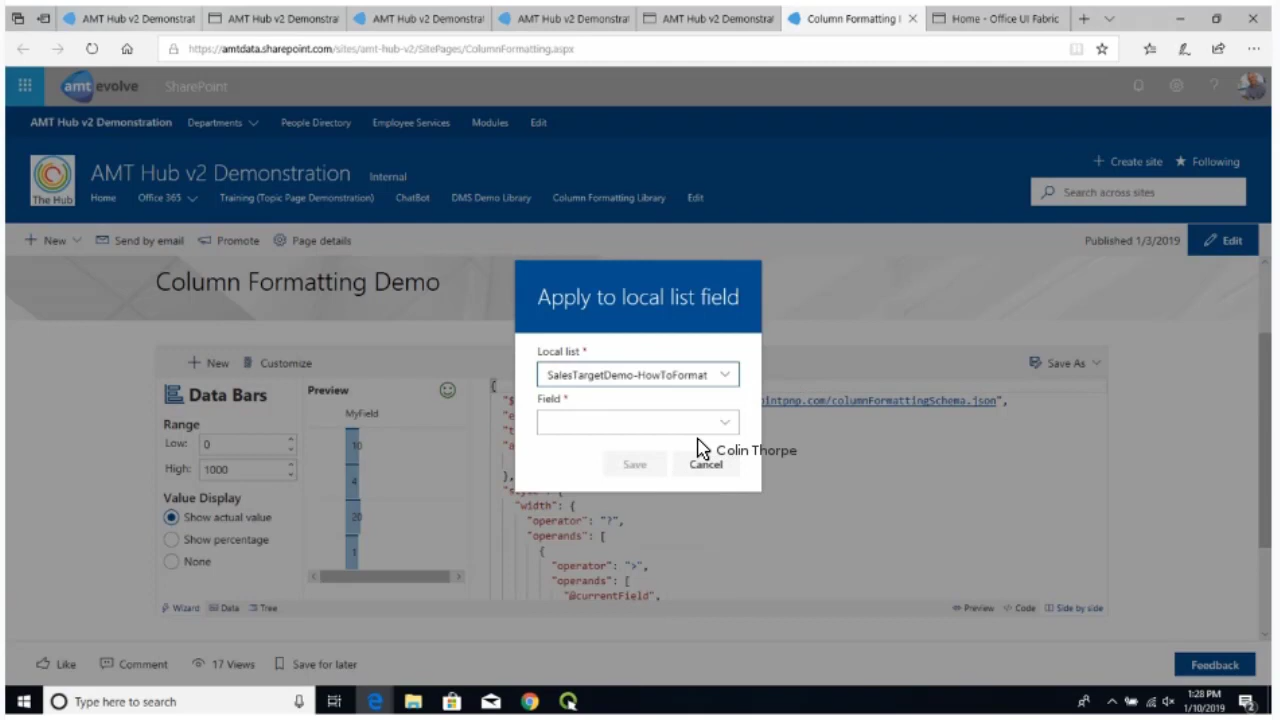 AMT Hub v2 Demonstrat
AMT Hub v2 Demonstra
AMT Hub v2 Demonstrat
AMT Hub v2 Demonstrat
AMT Hub v2 Demonstrat
Column Formatting
Home - Office UI Fabric
https://amtdata.sharepoint.com/sites/amt-hub-v2/SitePages/ColumnFormatting.aspx
amt evolve SharePoint
AMT Hub v2 Demonstration Departments People Directory Employee Services Modules Edit
The Hub
AMT Hub v2 Demonstration Internal
Create site Following
Home Office 365 Training (Topic Page Demonstration) ChatBot DMS Demo Library Column Formatting Library Edit
Search across sites
New Send by email Promote Page details Published 1/3/2019 Edit
Column Formatting Demo
Apply to local list field
Local list *
SalesTargetDemo-HowToFormat
Field *
Save Cancel
Colin Thorpe
New Customize Save As
Data Bars
Range
Low: 0
High: 1000
Value Display
Show actual value
Show percentage
None
Preview
MyField
10
4
20
1
{
pointpnp.com/columnFormattingSchema.json",
"width": {
"operator": "?",
"operands": [
{
"operator": ">",
"operands": [
"@currentField",
Wizard Data Tree Preview Code Side by side
Like Comment 17 Views Save for later Feedback
Type here to search
1:28 PM
1/10/2019
2